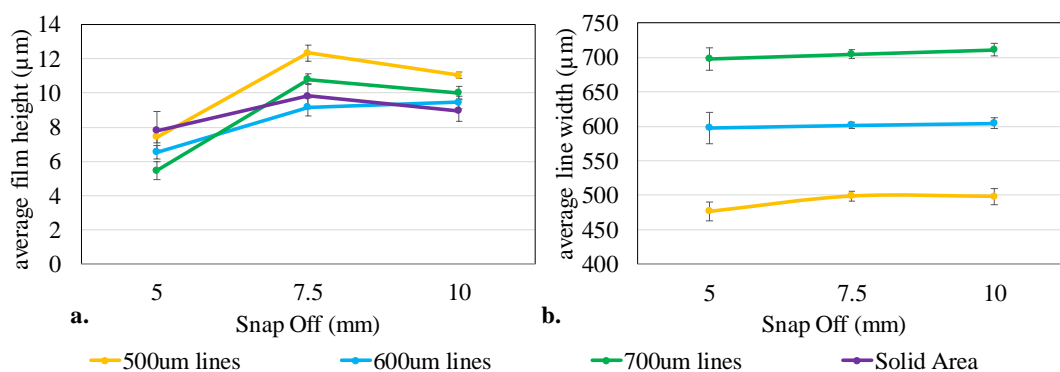 average film height (µm)
14
12
10
8
6
4
2
0
5
7.5
10
Snap Off (mm)
a.
average line width (µm)
750
700
650
600
550
500
450
400
5
7.5
10
Snap Off (mm)
b.
500um lines
600um lines
700um lines
Solid Area